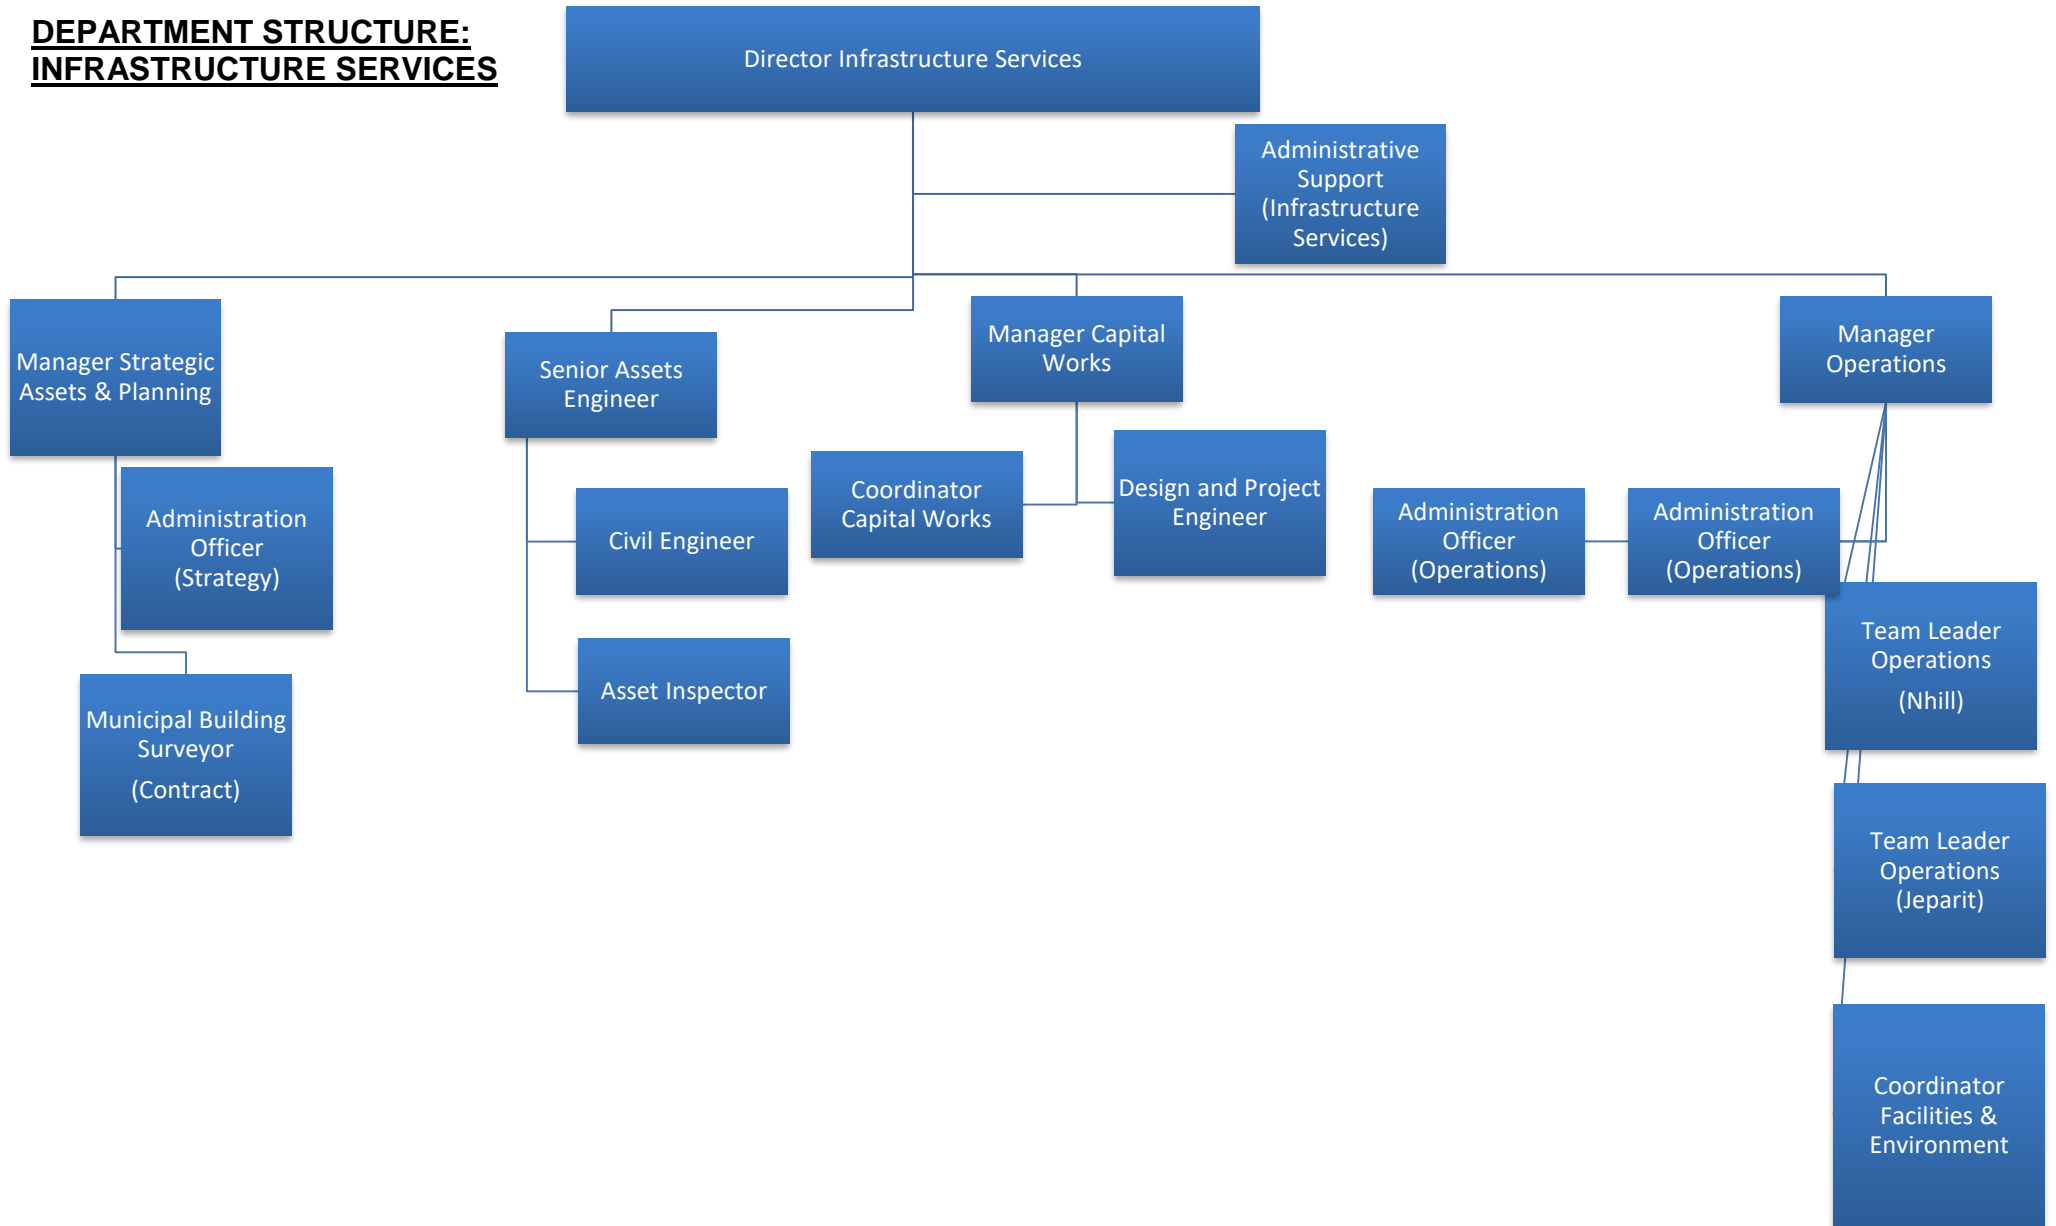 DEPARTMENT STRUCTURE:
INFRASTRUCTURE SERVICES
Director Infrastructure Services
Administrative
Support
(Infrastructure
Services)
Manager Strategic
Assets & Planning
Administration
Officer
(Strategy)
Municipal Building
Surveyor
(Contract)
Senior Assets
Engineer
Civil Engineer
Asset Inspector
Manager Capital
Works
Coordinator
Capital Works
Design and Project
Engineer
Manager
Operations
Administration
Officer
(Operations)
Administration
Officer
(Operations)
Team Leader
Operations
(Nhill)
Team Leader
Operations
(Jeparit)
Coordinator
Facilities &
Environment